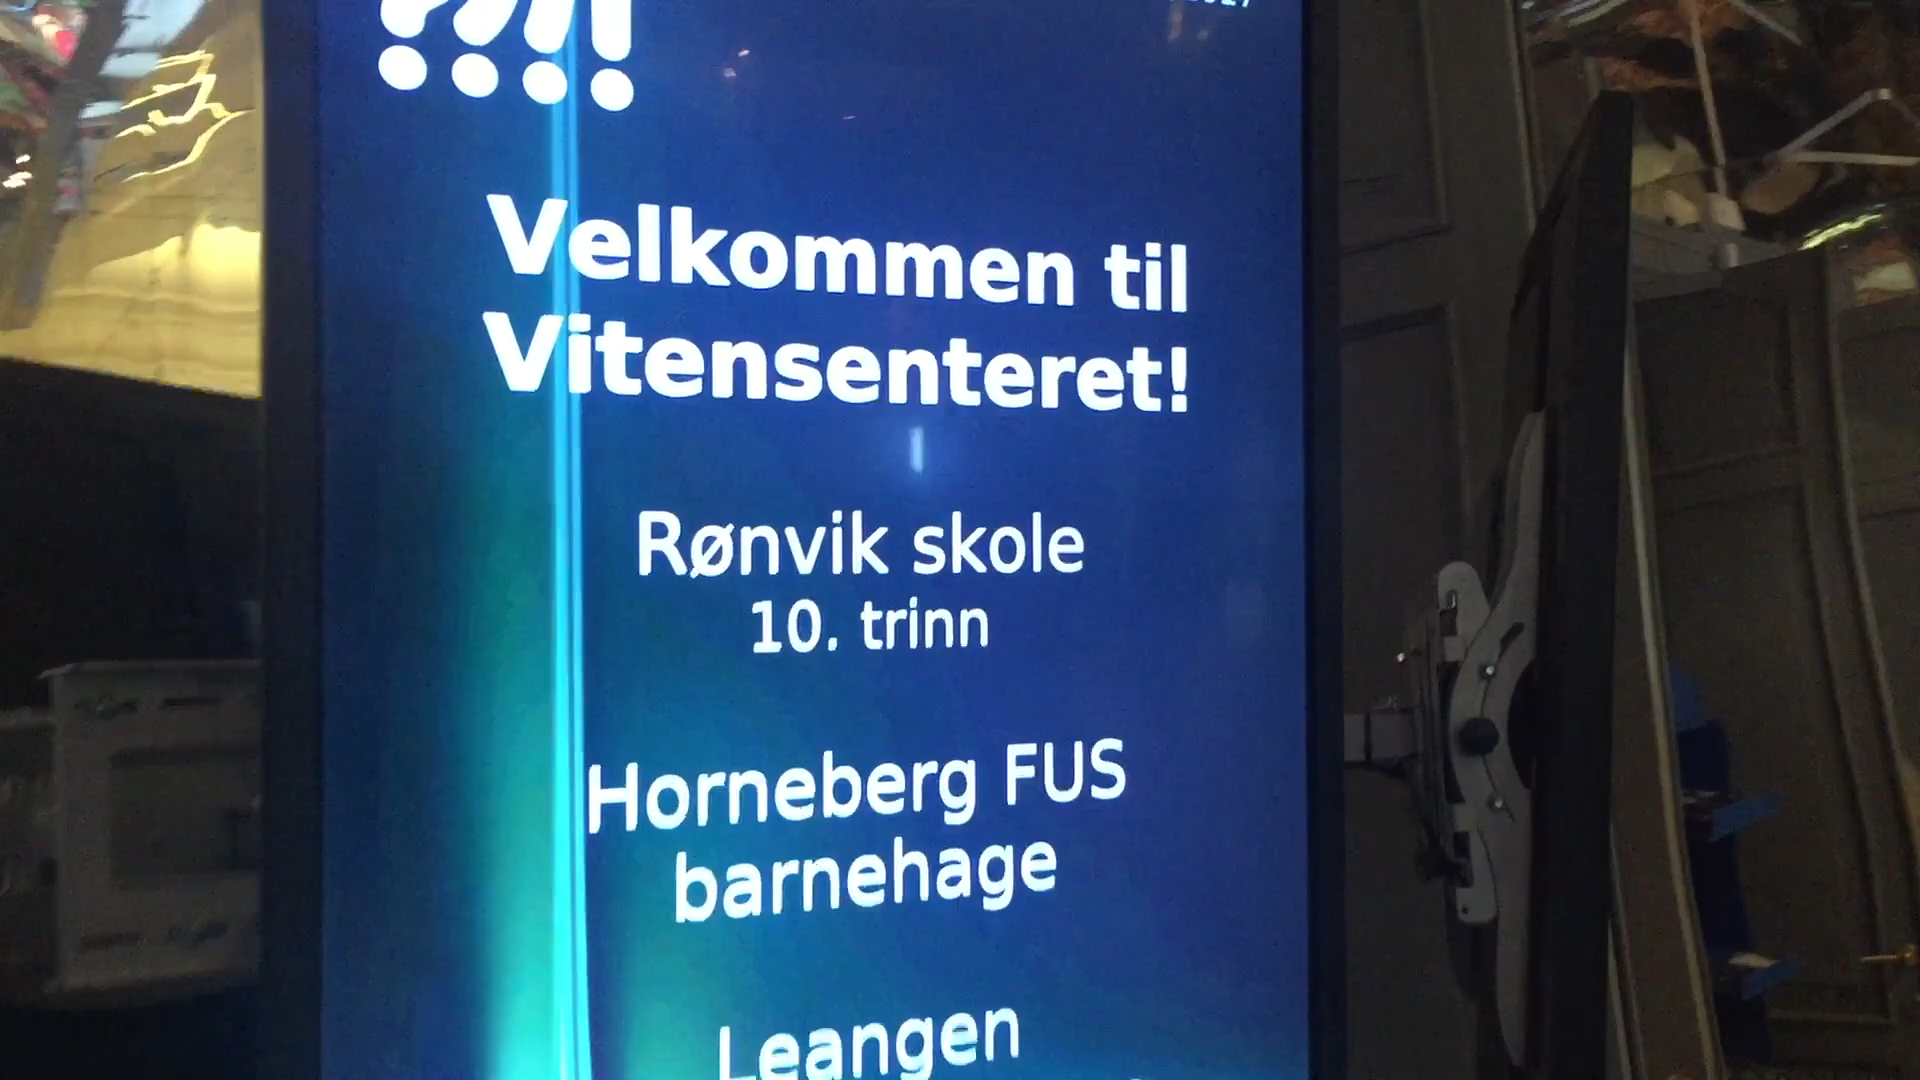 Velkommen til
Vitensenteret!
Rønvik skole
10. trinn
Horneberg FUS
barnehage
Leangen